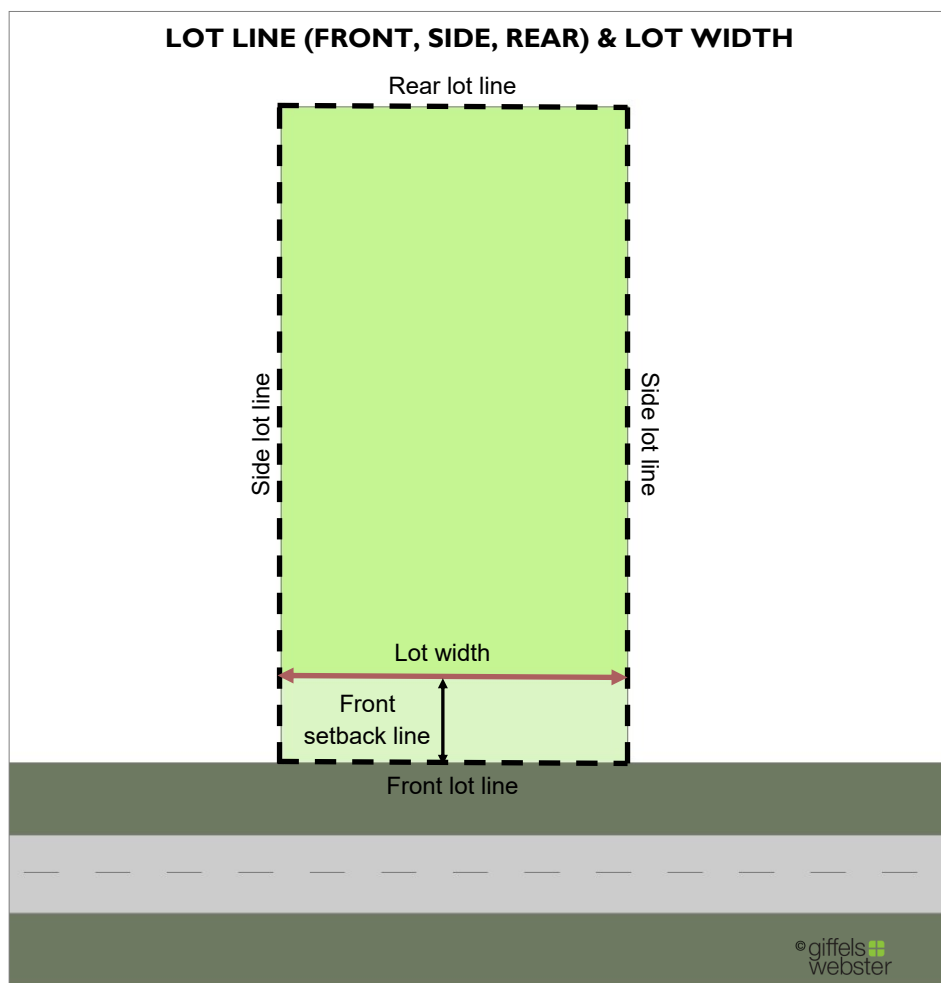 LOT LINE (FRONT, SIDE, REAR) & LOT WIDTH
Rear lot line
Side lot line
Side lot line
Lot width
Front
setback line
Front lot line
©giffels
webster